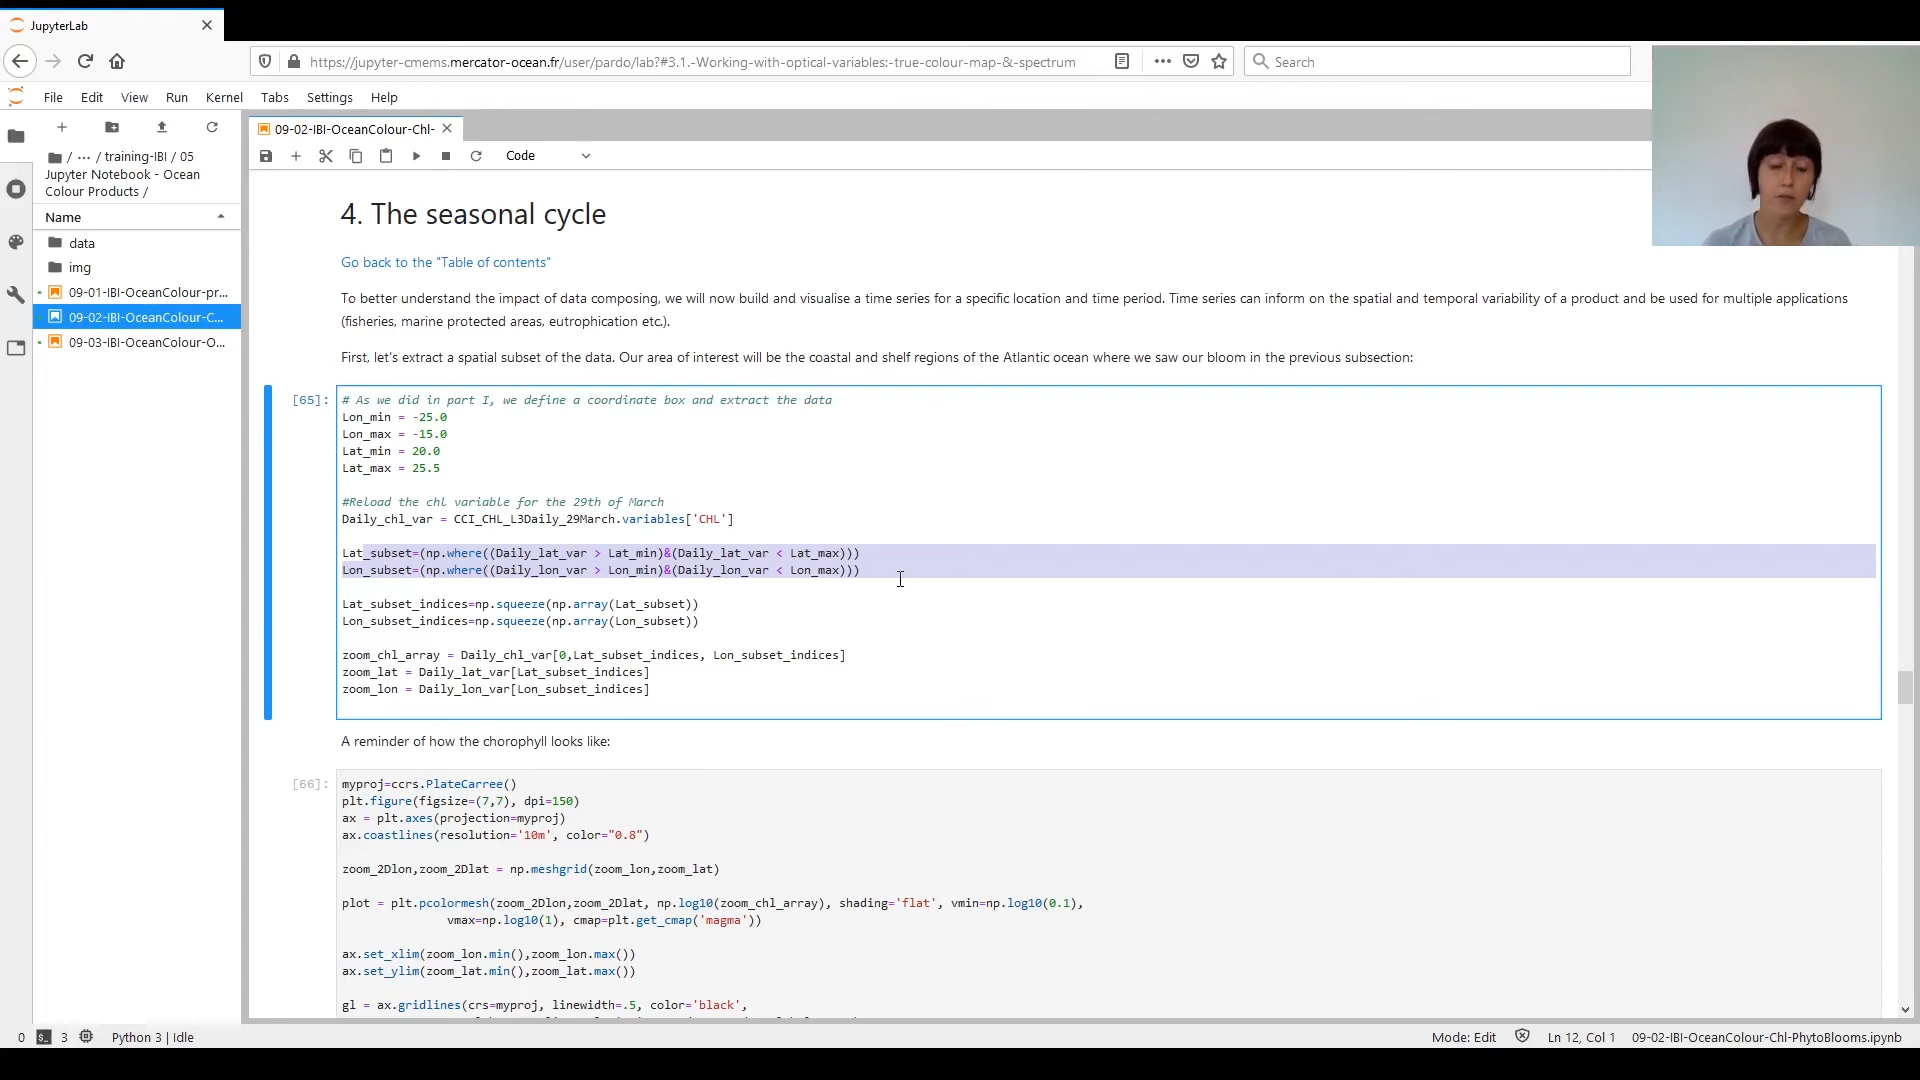 JupyterLab
https://jupyter-cmems.mercator-ocean.fr/user/pardo/lab?#3.1.-Working-with-optical-variables:-true-colour-map-&-spectrum
Search
File Edit View Run Kernel Tabs Settings Help
/ ··· / training-IBI / 05
Jupyter Notebook - Ocean
Colour Products /
Name
data
img
09-01-IBI-OceanColour-pr...
09-02-IBI-OceanColour-C...
09-03-IBI-OceanColour-O...
09-02-IBI-OceanColour-Chl-
Code
4. The seasonal cycle
Go back to the "Table of contents"
To better understand the impact of data composing, we will now build and visualise a time series for a specific location and time period. Time series can inform on the spatial and temporal variability of a product and be used for multiple applications
(fisheries, marine protected areas, eutrophication etc.).
First, let's extract a spatial subset of the data. Our area of interest will be the coastal and shelf regions of the Atlantic ocean where we saw our bloom in the previous subsection:
[65]:
# As we did in part I, we define a coordinate box and extract the data
Lon_min = -25.0
Lon_max = -15.0
Lat_min = 20.0
Lat_max = 25.5
#Reload the chl variable for the 29th of March
Daily_chl_var = CCI_CHL_L3Daily_29March.variables['CHL']
Lat_subset=(np.where((Daily_lat_var > Lat_min)&(Daily_lat_var < Lat_max)))
Lon_subset=(np.where((Daily_lon_var > Lon_min)&(Daily_lon_var < Lon_max)))
Lat_subset_indices=np.squeeze(np.array(Lat_subset))
Lon_subset_indices=np.squeeze(np.array(Lon_subset))
zoom_chl_array = Daily_chl_var[0,Lat_subset_indices, Lon_subset_indices]
zoom_lat = Daily_lat_var[Lat_subset_indices]
zoom_lon = Daily_lon_var[Lon_subset_indices]
A reminder of how the chorophyll looks like:
[66]:
myproj=ccrs.PlateCarree()
plt.figure(figsize=(7,7), dpi=150)
ax = plt.axes(projection=myproj)
ax.coastlines(resolution='10m', color="0.8")
zoom_2Dlon,zoom_2Dlat = np.meshgrid(zoom_lon,zoom_lat)
plot = plt.pcolormesh(zoom_2Dlon,zoom_2Dlat, np.log10(zoom_chl_array), shading='flat', vmin=np.log10(0.1),
vmax=np.log10(1), cmap=plt.get_cmap('magma'))
ax.set_xlim(zoom_lon.min(),zoom_lon.max())
ax.set_ylim(zoom_lat.min(),zoom_lat.max())
gl = ax.gridlines(crs=myproj, linewidth=.5, color='black',
0 3 Python 3 | Idle
Mode: Edit Ln 12, Col 1 09-02-IBI-OceanColour-Chl-PhytoBlooms.ipynb